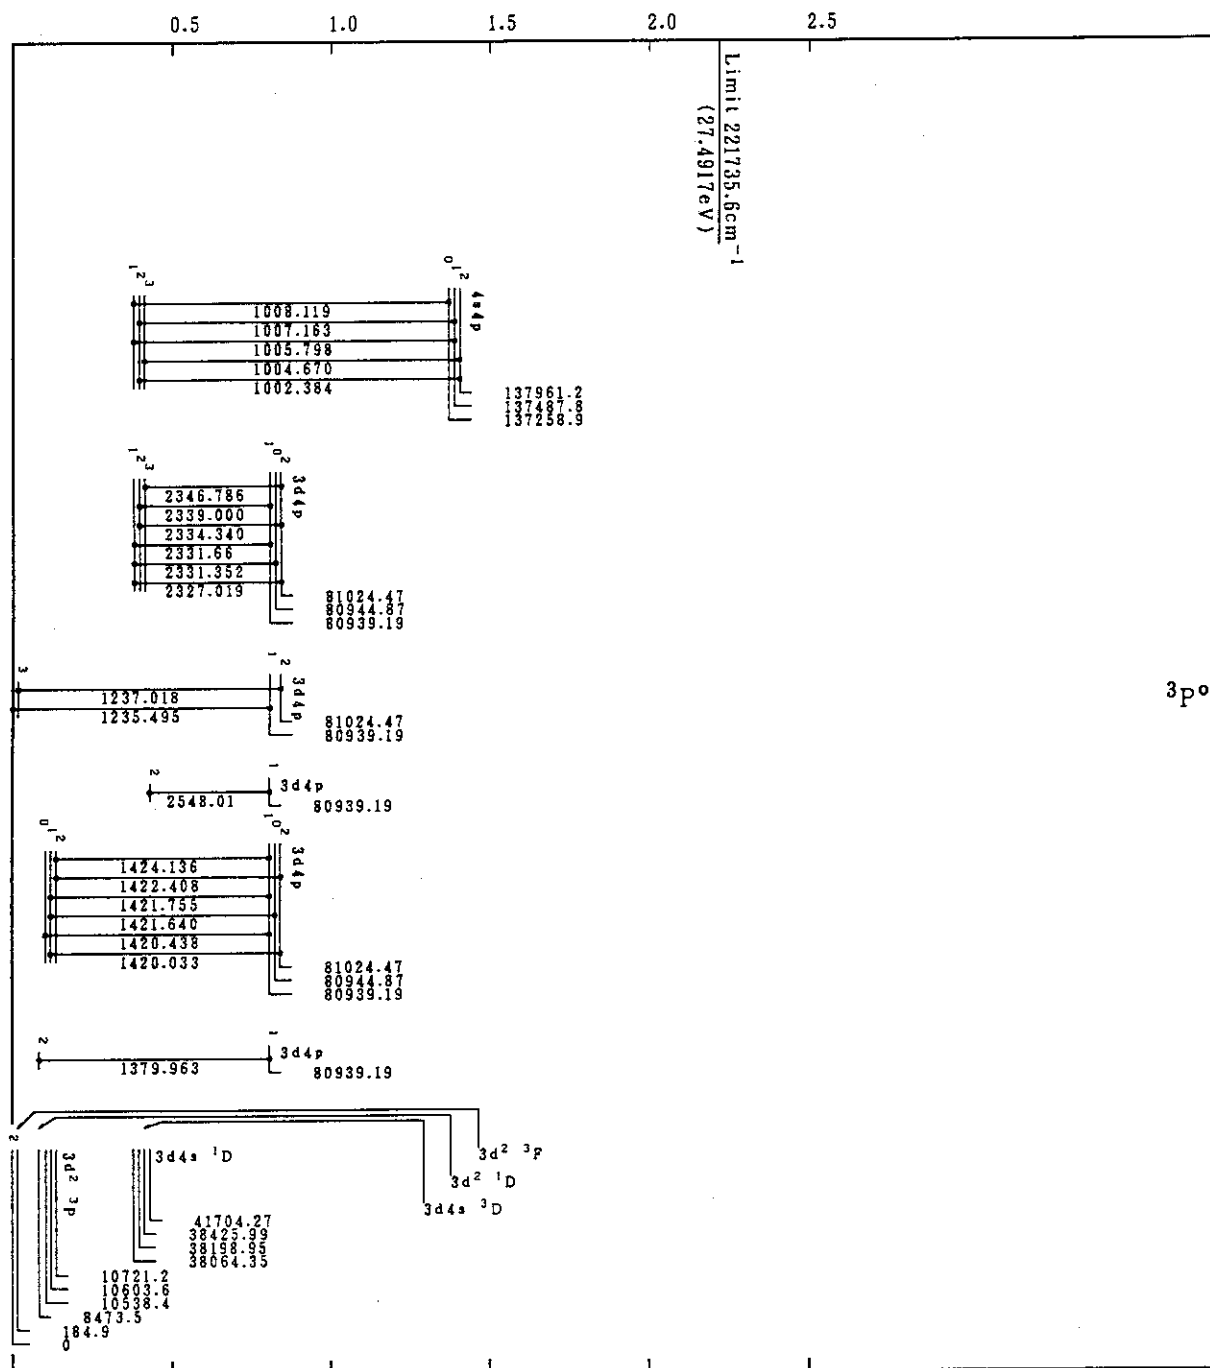 0.5 1.0 1.5 2.0 2.5
Limit 221735.6cm⁻¹
(27.4917eV)
1 2 3
0 1 2
4s4p
1008.119
1007.163
1005.798
1004.670
1002.384
137961.2
137487.8
137258.9
1 2 3
1 0 2
3d4p
2346.786
2339.000
2334.340
2331.66
2331.352
2327.019
81024.47
80944.87
80939.19
3
1 2
3d4p
1237.018
1235.495
81024.47
80939.19
³P°
2
1
3d4p
2548.01
80939.19
0 1 2
1 0 2
3d4p
1424.136
1422.408
1421.755
1421.640
1420.438
1420.033
81024.47
80944.87
80939.19
2
1
3d4p
1379.963
80939.19
2
3d² ³P
3d4s ¹D
3d² ³F
3d² ¹D
3d4s ³D
41704.27
38425.99
38198.95
38064.35
10721.2
10603.6
10538.4
8473.5
184.9
0